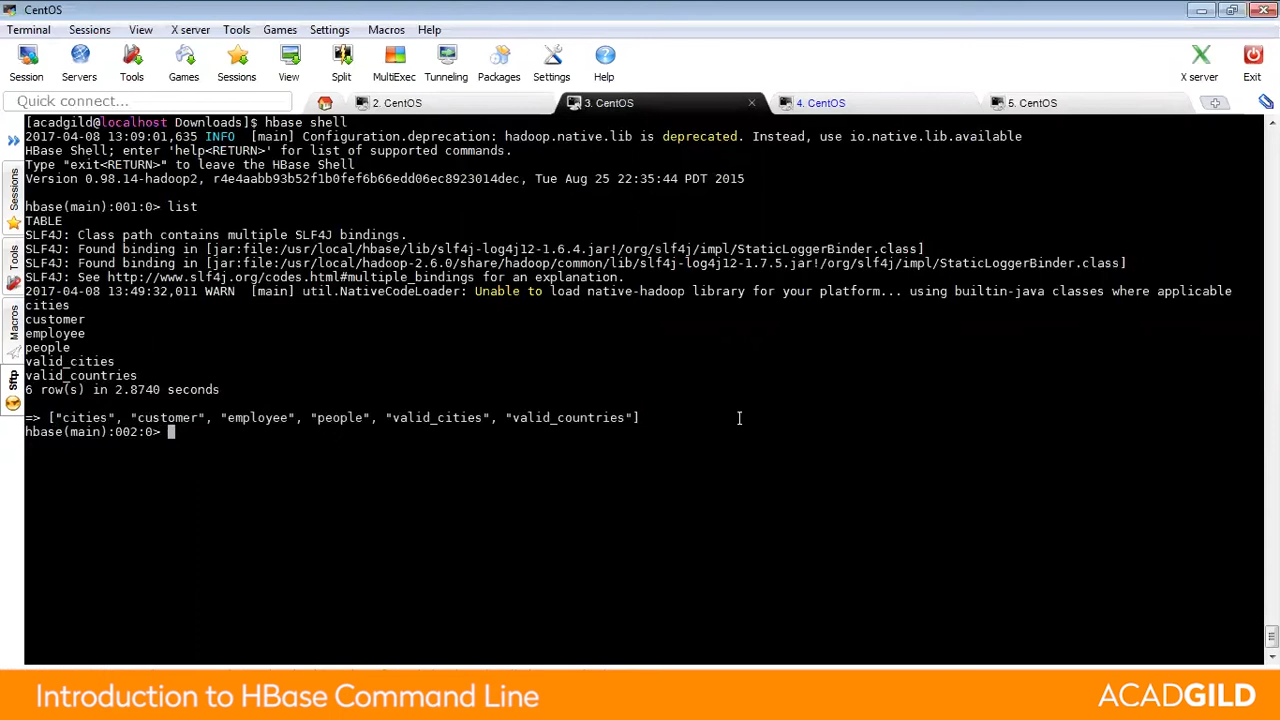 CentOS
Terminal Sessions View X server Tools Games Settings Macros Help
Session Servers Tools Games Sessions View Split MultiExec Tunneling Packages Settings Help X server Exit
Quick connect... 2. CentOS 3. CentOS 4. CentOS 5. CentOS
[acadgild@localhost Downloads]$ hbase shell
2017-04-08 13:09:01,635 INFO  [main] Configuration.deprecation: hadoop.native.lib is deprecated. Instead, use io.native.lib.available
HBase Shell; enter 'help<RETURN>' for list of supported commands.
Type "exit<RETURN>" to leave the HBase Shell
Version 0.98.14-hadoop2, r4e4aabb93b52f1b0fef6b66edd06ec8923014dec, Tue Aug 25 22:35:44 PDT 2015
hbase(main):001:0> list
TABLE
SLF4J: Class path contains multiple SLF4J bindings.
SLF4J: Found binding in [jar:file:/usr/local/hbase/lib/slf4j-log4j12-1.6.4.jar!/org/slf4j/impl/StaticLoggerBinder.class]
SLF4J: Found binding in [jar:file:/usr/local/hadoop-2.6.0/share/hadoop/common/lib/slf4j-log4j12-1.7.5.jar!/org/slf4j/impl/StaticLoggerBinder.class]
SLF4J: See http://www.slf4j.org/codes.html#multiple_bindings for an explanation.
2017-04-08 13:49:32,011 WARN  [main] util.NativeCodeLoader: Unable to load native-hadoop library for your platform... using builtin-java classes where applicable
cities
customer
employee
people
valid_cities
valid_countries
6 row(s) in 2.8740 seconds
=> ["cities", "customer", "employee", "people", "valid_cities", "valid_countries"]
hbase(main):002:0>
Sessions
Tools
Macros
Sftp
Introduction to HBase Command Line
ACADGILD